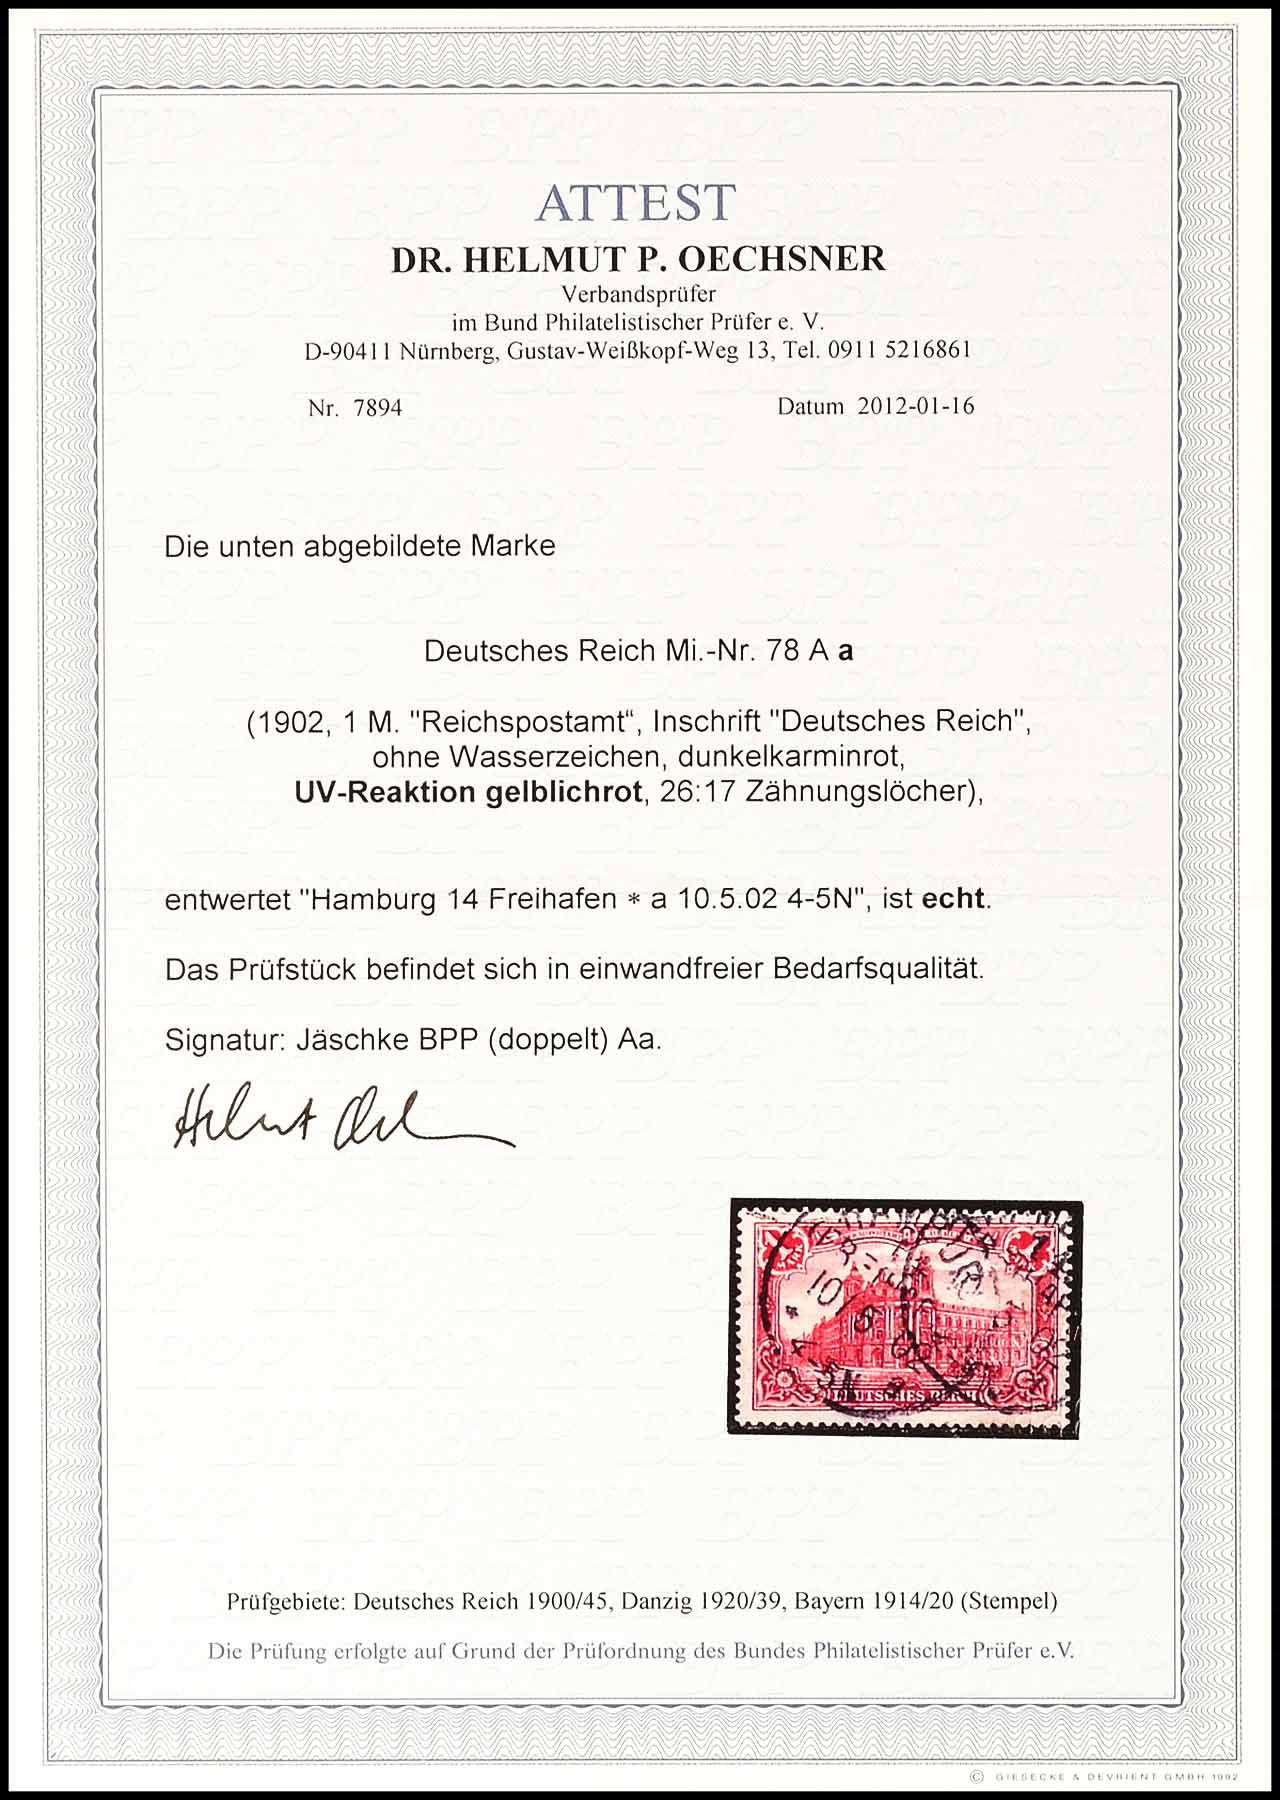 ATTEST
DR. HELMUT P. OECHSNER
Verbandsprüfer
im Bund Philatelistischer Prüfer e. V.
D-90411 Nürnberg, Gustav-Weißkopf-Weg 13, Tel. 0911 5216861
Nr. 7894 Datum 2012-01-16
Die unten abgebildete Marke
Deutsches Reich Mi.-Nr. 78 A a
(1902, 1 M. "Reichspostamt“, Inschrift "Deutsches Reich",
ohne Wasserzeichen, dunkelkarminrot,
UV-Reaktion gelblichrot, 26:17 Zähnungslöcher),
entwertet "Hamburg 14 Freihafen * a 10.5.02 4-5N", ist echt.
Das Prüfstück befindet sich in einwandfreier Bedarfsqualität.
Signatur: Jäschke BPP (doppelt) Aa.
DEUTSCHES REICH
Prüfgebiete: Deutsches Reich 1900/45, Danzig 1920/39, Bayern 1914/20 (Stempel)
Die Prüfung erfolgte auf Grund der Prüfordnung des Bundes Philatelistischer Prüfer e.V.
© GIESECKE & DEVRIENT GMBH 1992